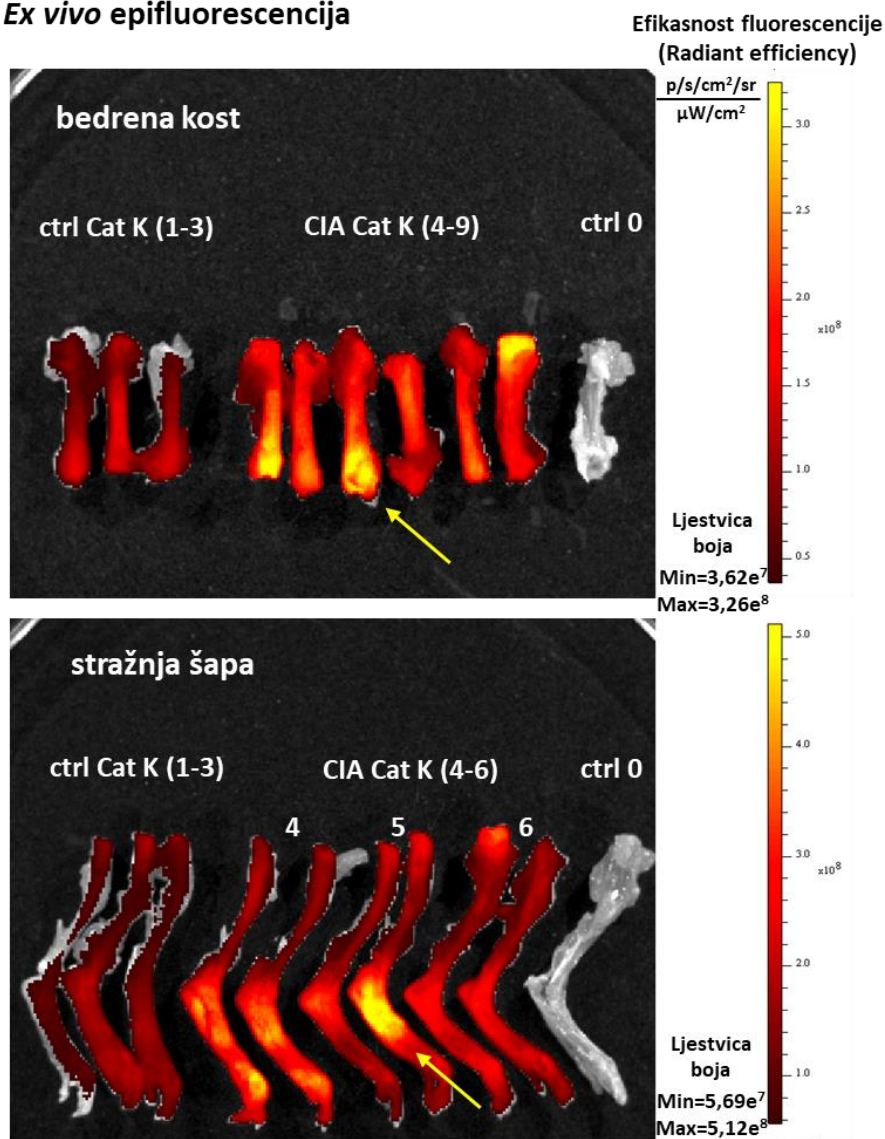 Ex vivo epifluorescencija
Efikasnost fluorescencije
(Radiant efficiency)
p/s/cm²/sr
µW/cm²
bedrena kost
ctrl Cat K (1-3)
CIA Cat K (4-9)
ctrl 0
3.0
2.5
2.0
x10⁸
1.5
1.0
0.5
Ljestvica
boja
Min=3,62e⁷
Max=3,26e⁸
stražnja šapa
ctrl Cat K (1-3)
CIA Cat K (4-6)
ctrl 0
4
5
6
5.0
4.0
3.0
x10⁸
2.0
1.0
Ljestvica
boja
Min=5,69e⁷
Max=5,12e⁸